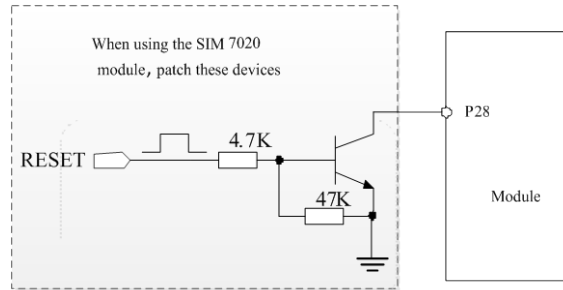 When using the SIM 7020
module, patch these devices
P28
4.7K
RESET
47K
Module